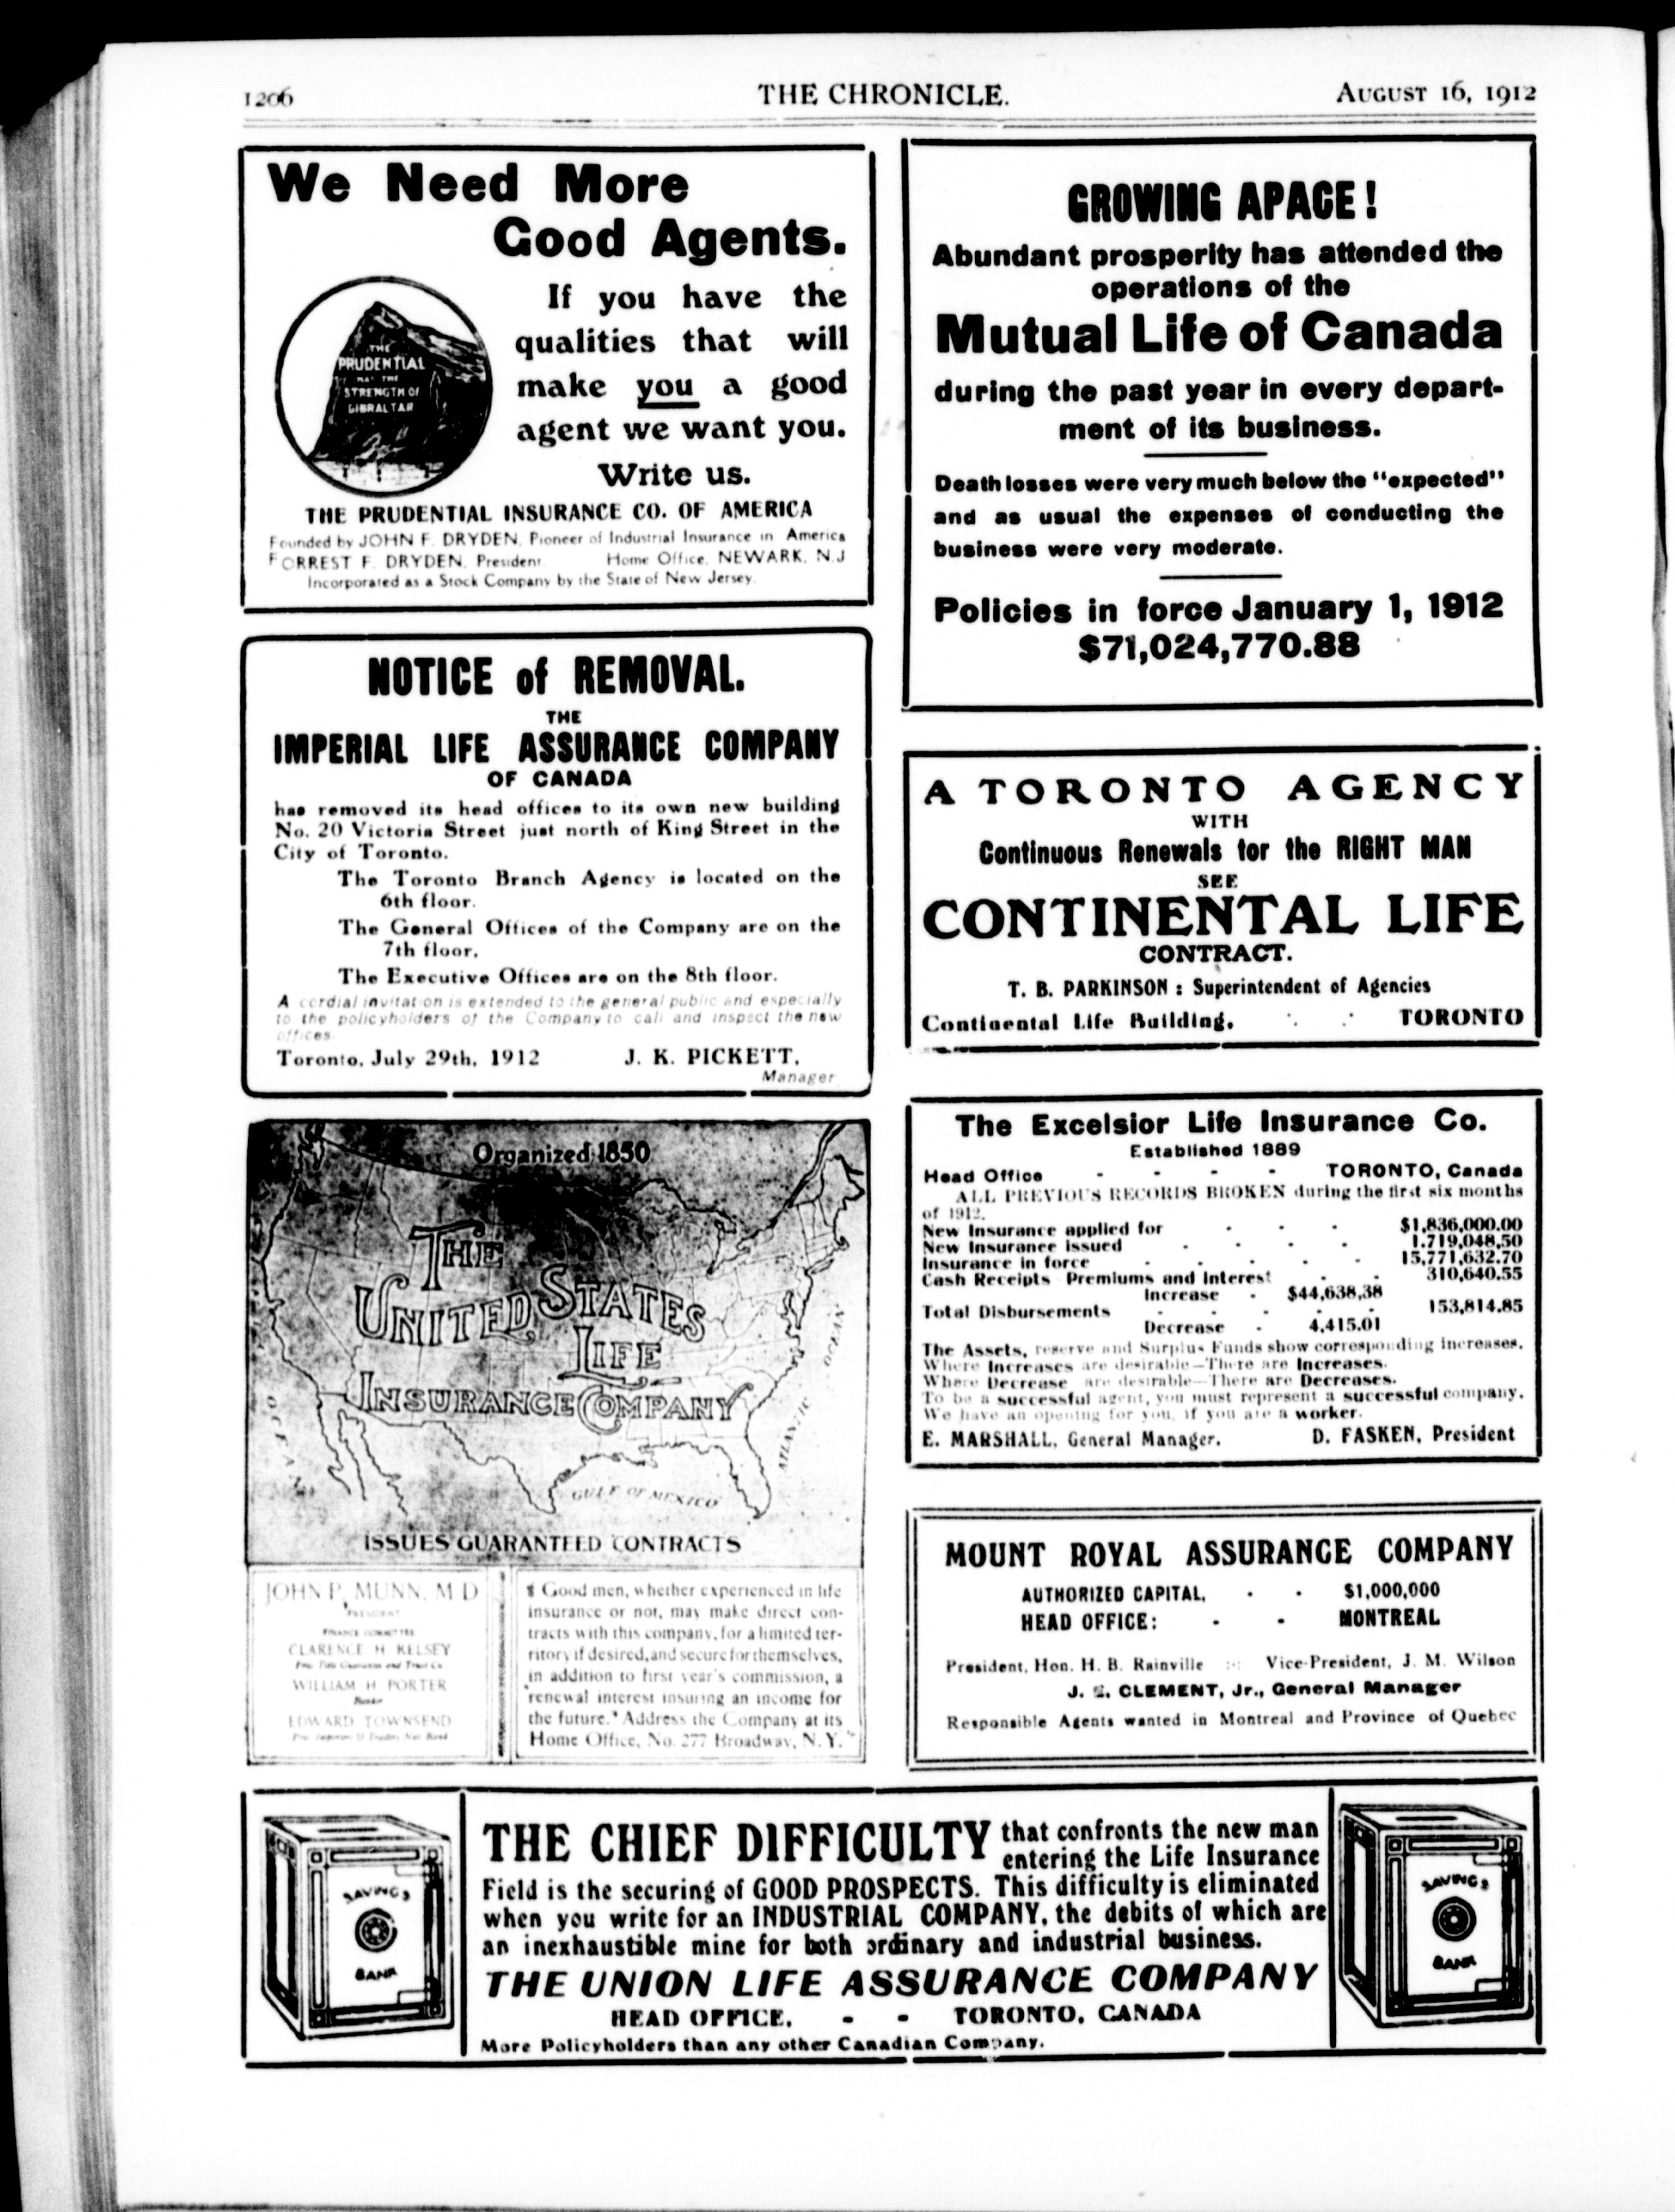 1206
THE CHRONICLE.
AUGUST 16, 1912
We Need More
Good Agents.
THE
PRUDENTIAL
HAS THE
STRENGTH OF
GIBRALTAR
If you have the
qualities that will
make you a good
agent we want you.
Write us.
THE PRUDENTIAL INSURANCE CO. OF AMERICA
Founded by JOHN F. DRYDEN, Pioneer of Industrial Insurance in America
FORREST F. DRYDEN, President. Home Office, NEWARK, N.J
Incorporated as a Stock Company by the State of New Jersey.
NOTICE of REMOVAL.
THE
IMPERIAL LIFE ASSURANCE COMPANY
OF CANADA
has removed its head offices to its own new building
No. 20 Victoria Street just north of King Street in the
City of Toronto.
The Toronto Branch Agency is located on the
6th floor.
The General Offices of the Company are on the
7th floor,
The Executive Offices are on the 8th floor.
A cordial invitation is extended to the general public and especially
to the policyholders of the Company to call and inspect the new
offices.
Toronto, July 29th, 1912 J. K. PICKETT,
Manager
Organized 1850
THE
UNITED STATES
LIFE
INSURANCE COMPANY
OCEAN
ATLANTIC OCEAN
GULF OF MEXICO
ISSUES GUARANTEED CONTRACTS
JOHN P. MUNN, M D
PRESIDENT
FINANCE COMMITTEE
CLARENCE H. KELSEY
Pres. Title Guarantee and Trust Co.
WILLIAM H PORTER
Banker
EDWARD TOWNSEND
Pres. Importers & Traders Nat. Bank
Good men, whether experienced in life
insurance or not, may make direct con-
tracts with this company, for a limited ter-
ritory if desired, and secure for themselves,
in addition to first year's commission, a
renewal interest insuring an income for
the future. Address the Company at its
Home Office, No. 277 Broadway, N. Y.
GROWING APACE!
Abundant prosperity has attended the
operations of the
Mutual Life of Canada
during the past year in every depart-
ment of its business.
Death losses were very much below the "expected"
and as usual the expenses of conducting the
business were very moderate.
Policies in force January 1, 1912
$71,024,770.88
A TORONTO AGENCY
WITH
Continuous Renewals for the RIGHT MAN
SEE
CONTINENTAL LIFE
CONTRACT.
T. B. PARKINSON : Superintendent of Agencies
Continental Life Building, TORONTO
The Excelsior Life Insurance Co.
Established 1889
Head Office - - - - TORONTO, Canada
ALL PREVIOUS RECORDS BROKEN during the first six months
of 1912.
New Insurance applied for - - - $1,836,000.00
New Insurance issued - - - - 1,719,048.50
Insurance in force - - - - - 15,771,632.70
Cash Receipts Premiums and Interest - - 310,640.55
Increase - $44,638,38
Total Disbursements - - - - - 153,814.85
Decrease - 4,415.01
The Assets, reserve and Surplus Funds show corresponding increases.
Where Increases are desirable—There are Increases.
Where Decrease are desirable—There are Decreases.
To be a successful agent, you must represent a successful company.
We have an opening for you, if you are a worker.
E. MARSHALL, General Manager. D. FASKEN, President
MOUNT ROYAL ASSURANCE COMPANY
AUTHORIZED CAPITAL, - - $1,000,000
HEAD OFFICE: - - MONTREAL
President, Hon. H. B. Rainville Vice-President, J. M. Wilson
J. E. CLEMENT, Jr., General Manager
Responsible Agents wanted in Montreal and Province of Quebec
SAVINGS
BANK
THE CHIEF DIFFICULTY that confronts the new man
entering the Life Insurance
Field is the securing of GOOD PROSPECTS. This difficulty is eliminated
when you write for an INDUSTRIAL COMPANY, the debits of which are
an inexhaustible mine for both ordinary and industrial business.
THE UNION LIFE ASSURANCE COMPANY
HEAD OFFICE, - - TORONTO, CANADA
More Policyholders than any other Canadian Company.
SAVINGS
BANK